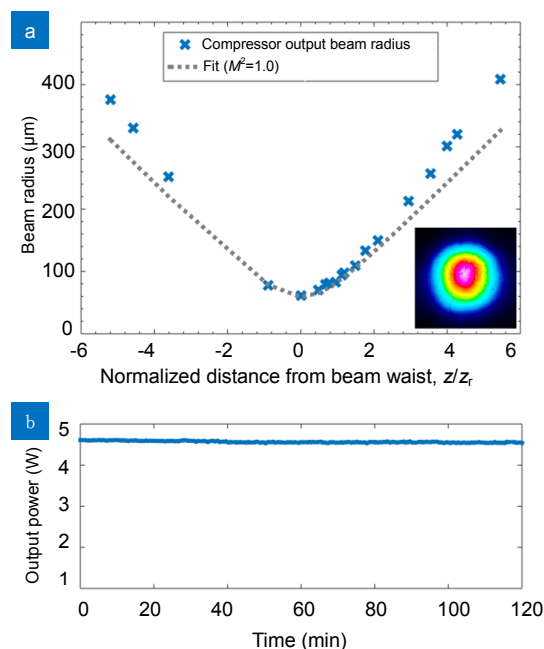 a
Compressor output beam radius
Fit (M²=1.0)
Beam radius (μm)
400
300
200
100
0
-6 -4 -2 0 2 4 6
Normalized distance from beam waist, z/zr
b
Output power (W)
5
4
3
2
1
0 20 40 60 80 100 120
Time (min)